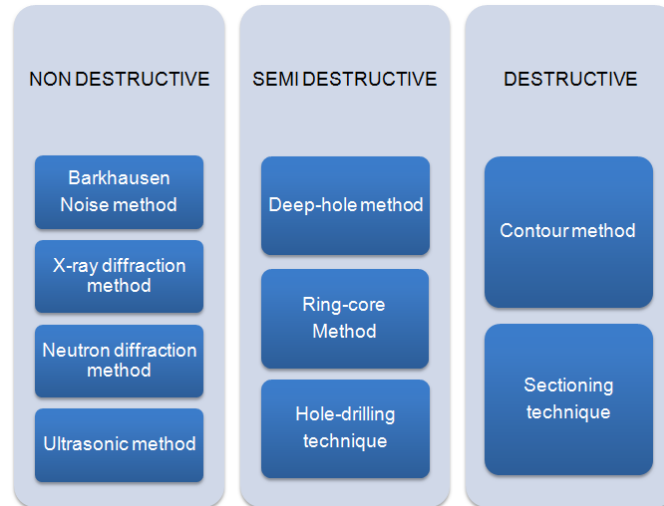 NON DESTRUCTIVE
Barkhausen
Noise method
X-ray diffraction
method
Neutron diffraction
method
Ultrasonic method
SEMI DESTRUCTIVE
Deep-hole method
Ring-core
Method
Hole-drilling
technique
DESTRUCTIVE
Contour method
Sectioning
technique